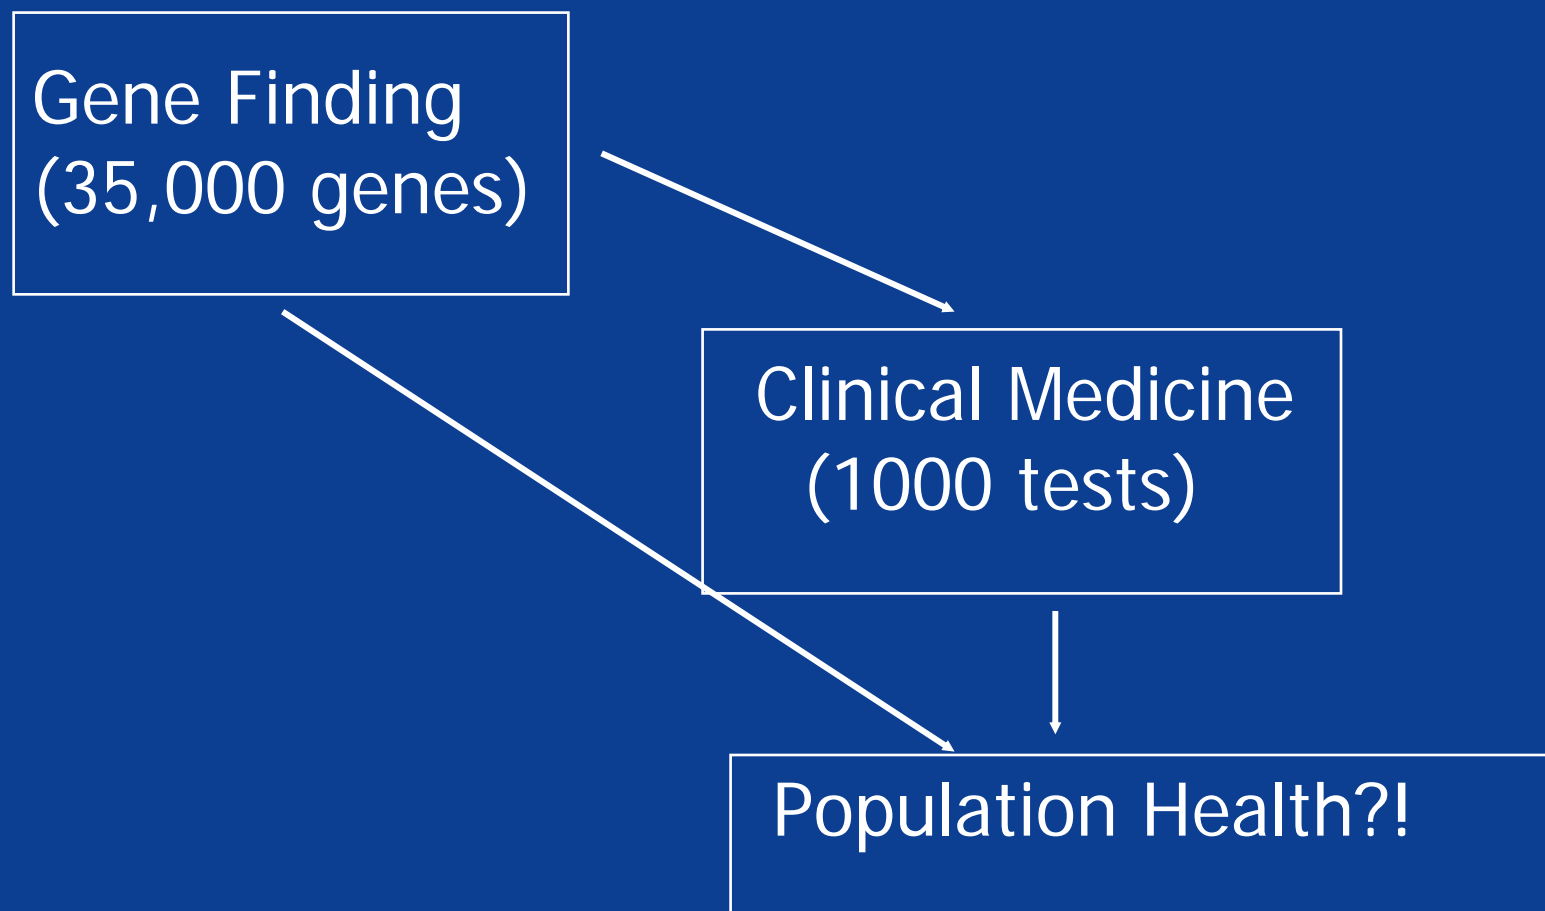 Gene Finding
(35,000 genes)
Clinical Medicine
(1000 tests)
Population Health?!